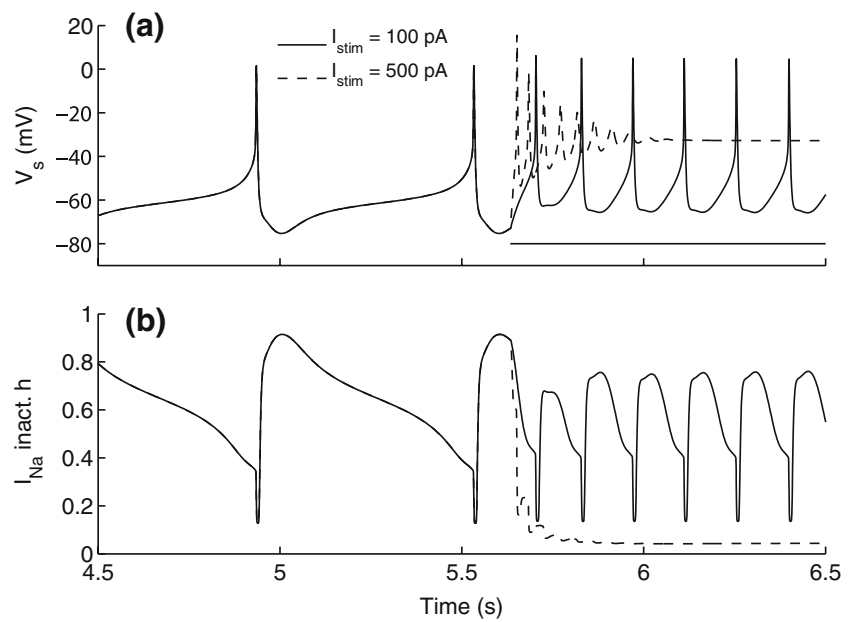 (a)
I_stim = 100 pA
I_stim = 500 pA
V_s (mV)
20
0
−20
−40
−60
−80
(b)
I_Na inact. h
1
0.8
0.6
0.4
0.2
0
4.5 5 5.5 6 6.5
Time (s)